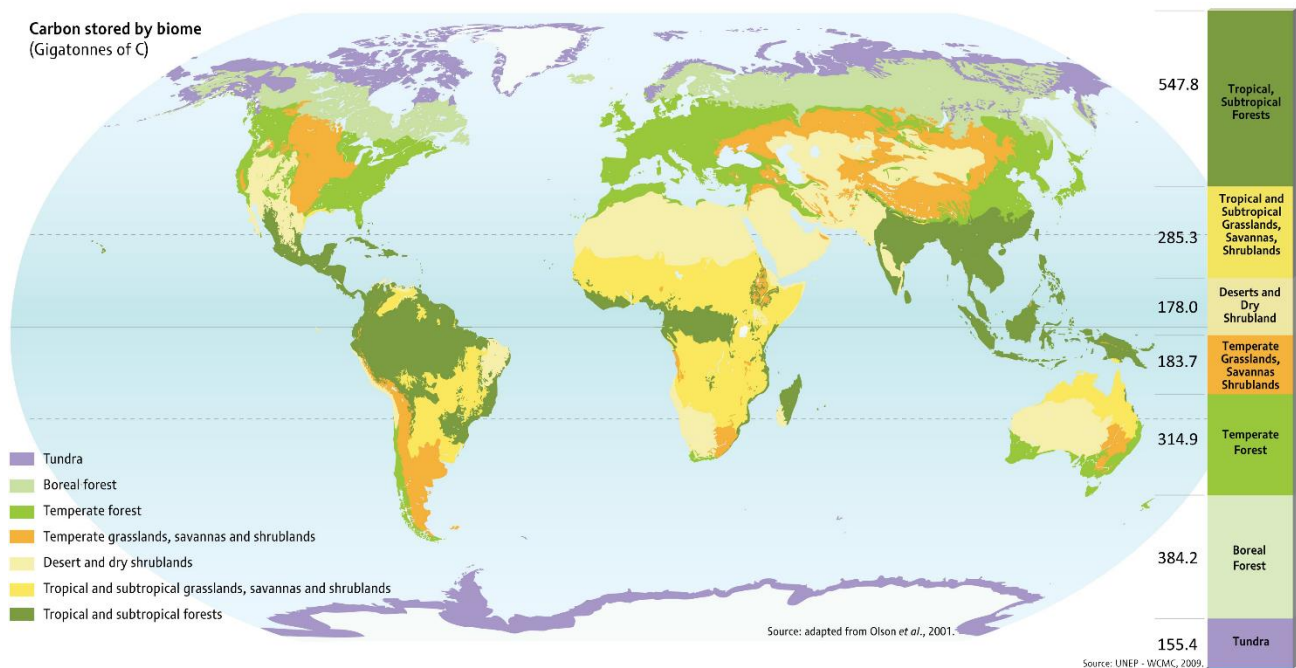 Carbon stored by biome
(Gigatonnes of C)
Tundra
Boreal forest
Temperate forest
Temperate grasslands, savannas and shrublands
Desert and dry shrublands
Tropical and subtropical grasslands, savannas and shrublands
Tropical and subtropical forests
Source: adapted from Olson et al., 2001.
547.8
Tropical,
Subtropical
Forests
285.3
Tropical and
Subtropical
Grasslands,
Savannas,
Shrublands
178.0
Deserts and
Dry
Shrubland
183.7
Temperate
Grasslands,
Savannas
Shrublands
314.9
Temperate
Forest
384.2
Boreal
Forest
155.4
Tundra
Source: UNEP - WCMC, 2009.